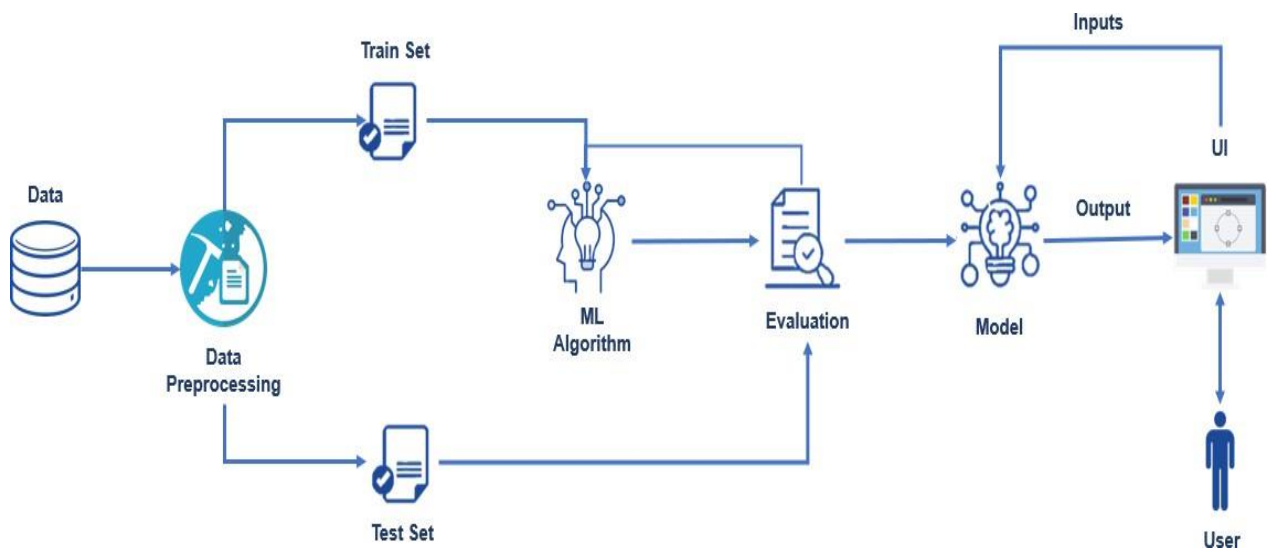 Train Set
Inputs
Data
UI
Output
ML
Algorithm
Evaluation
Model
Data
Preprocessing
Test Set
User